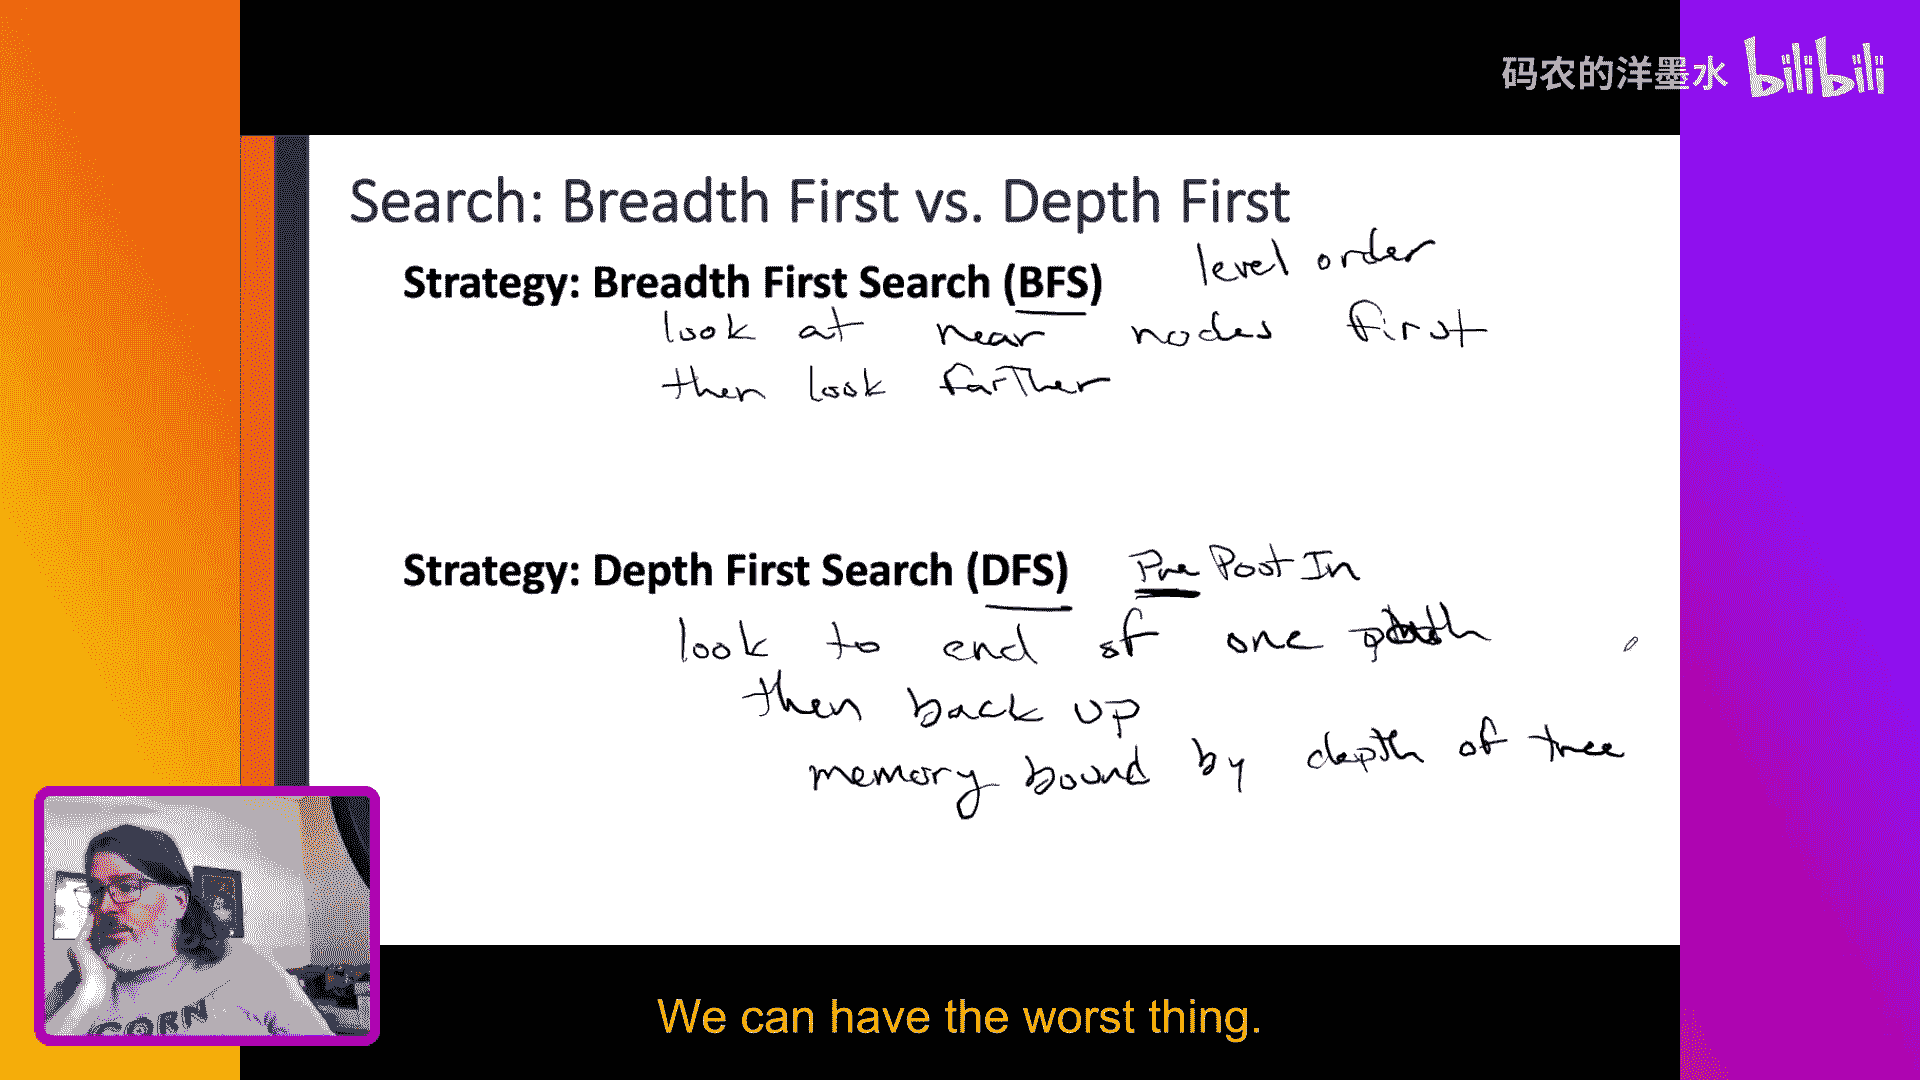 码农的洋墨水 bilibili
Search: Breadth First vs. Depth First
level order
Strategy: Breadth First Search (BFS)
look at near nodes first
then look farther
Strategy: Depth First Search (DFS) Pre Post In
look to end of one path
then back up
memory bound by depth of tree
CORN
We can have the worst thing.